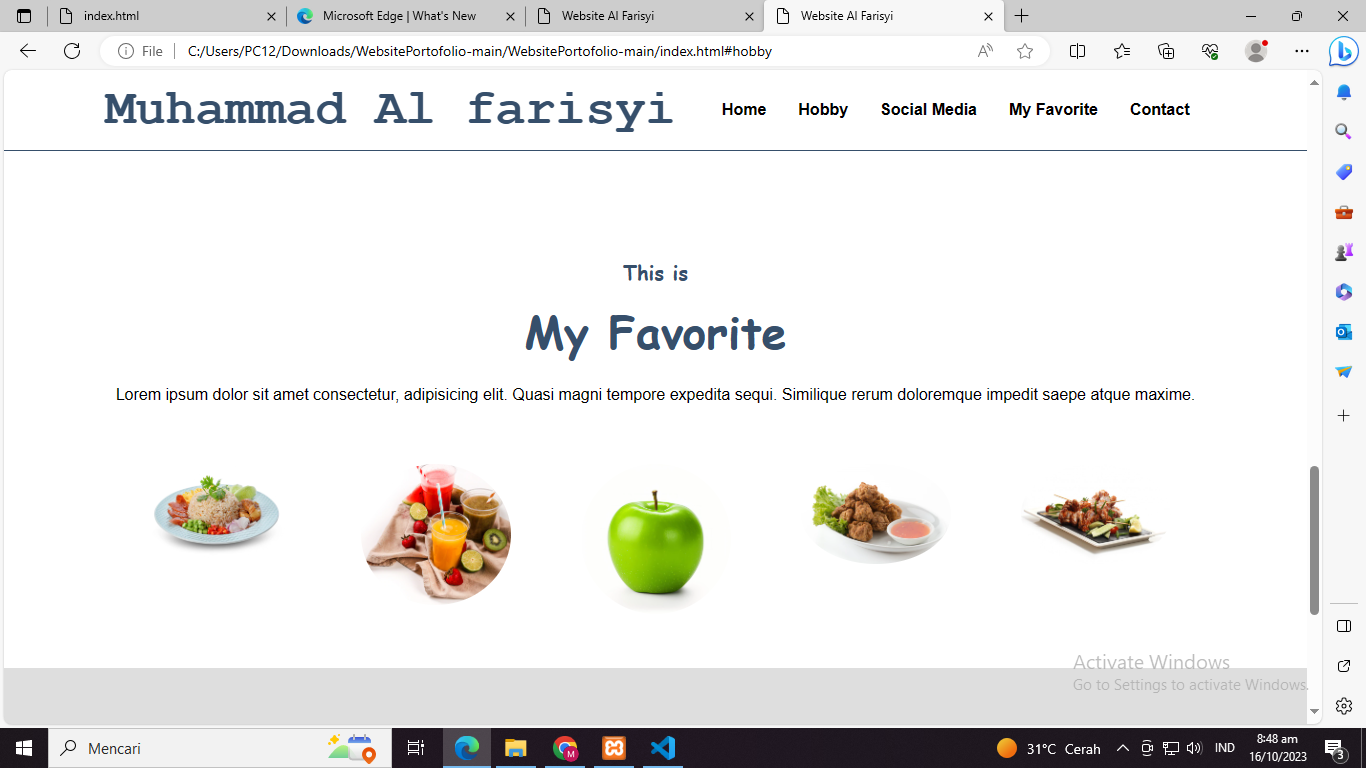 index.html
Microsoft Edge | What's New
Website Al Farisyi
Website Al Farisyi
File
C:/Users/PC12/Downloads/WebsitePortofolio-main/WebsitePortofolio-main/index.html#hobby
Muhammad Al farisyi
Home Hobby Social Media My Favorite Contact
This is
My Favorite
Lorem ipsum dolor sit amet consectetur, adipisicing elit. Quasi magni tempore expedita sequi. Similique rerum doloremque impedit saepe atque maxime.
Activate Windows
Go to Settings to activate Windows.
Mencari
31°C Cerah
IND
8:48 am
16/10/2023
3